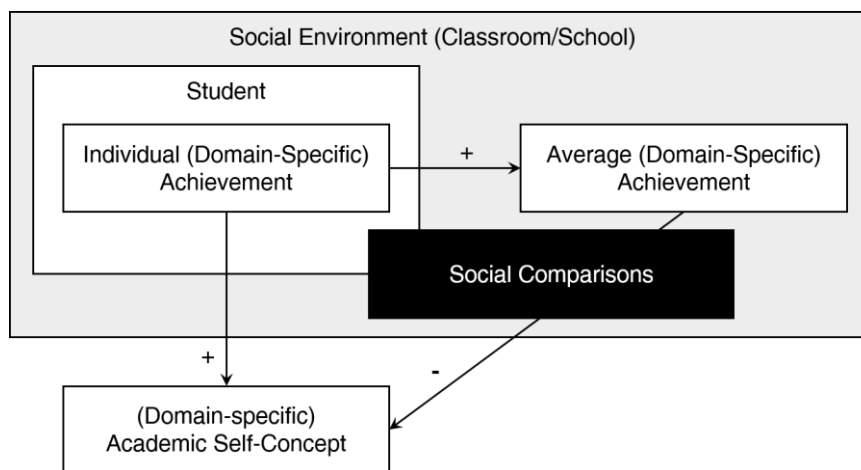 Social Environment (Classroom/School)
Student
Individual (Domain-Specific)
Achievement
+
Average (Domain-Specific)
Achievement
Social Comparisons
+
-
(Domain-specific)
Academic Self-Concept